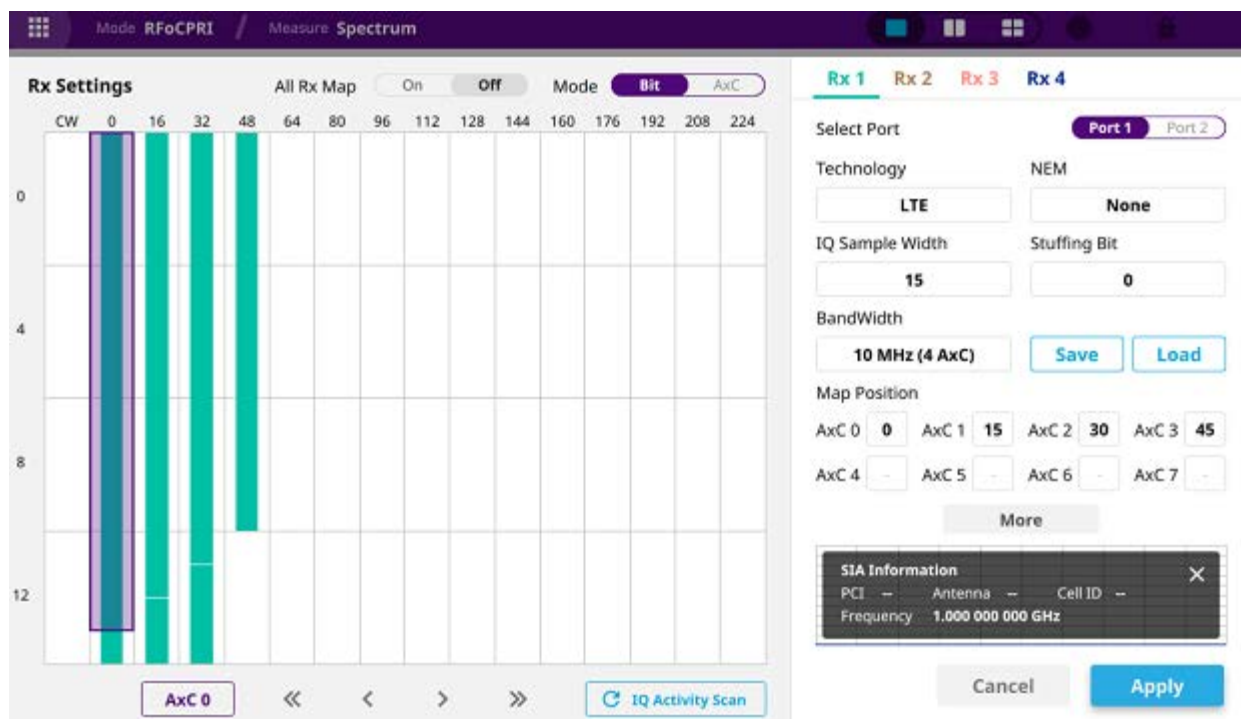 Mode RFoCPRI / Measure Spectrum
Rx Settings
All Rx Map On Off Mode Bit AxC
CW 0 16 32 48 64 80 96 112 128 144 160 176 192 208 224
0
4
8
12
AxC 0 « < > » IQ Activity Scan
Rx 1 Rx 2 Rx 3 Rx 4
Select Port Port 1 Port 2
Technology NEM
LTE None
IQ Sample Width Stuffing Bit
15 0
BandWidth
10 MHz (4 AxC) Save Load
Map Position
AxC 0 0 AxC 1 15 AxC 2 30 AxC 3 45
AxC 4 - AxC 5 - AxC 6 - AxC 7 -
More
SIA Information
PCI -- Antenna -- Cell ID --
Frequency 1.000 000 000 GHz
Cancel Apply